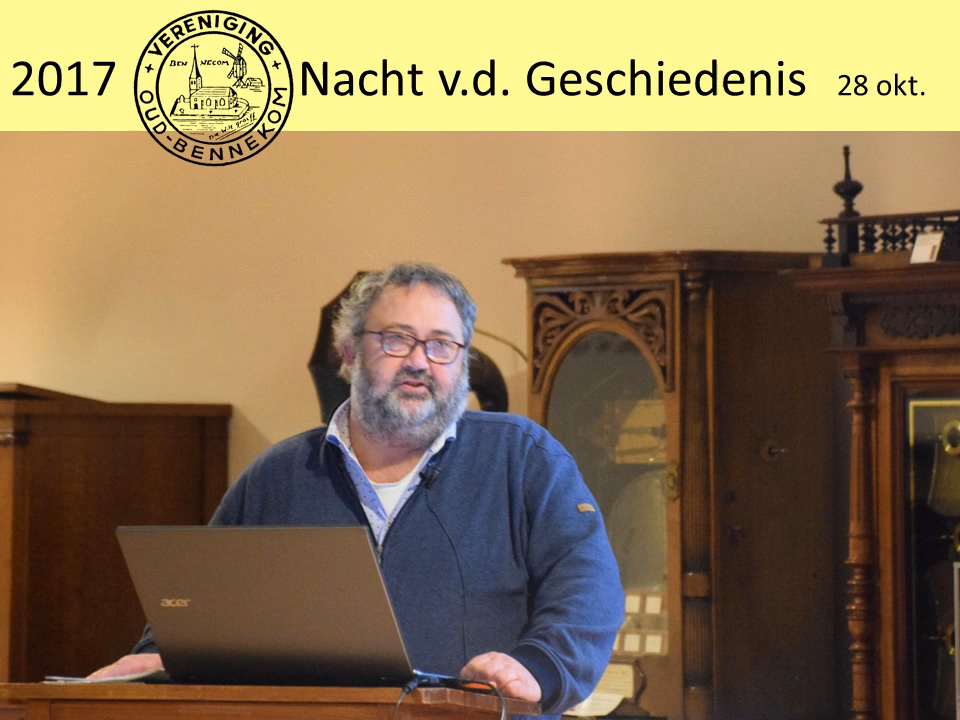 2017
VERENIGING
BEN NECOM
OUD-BENNEKOM
Nacht v.d. Geschiedenis
28 okt.
acer